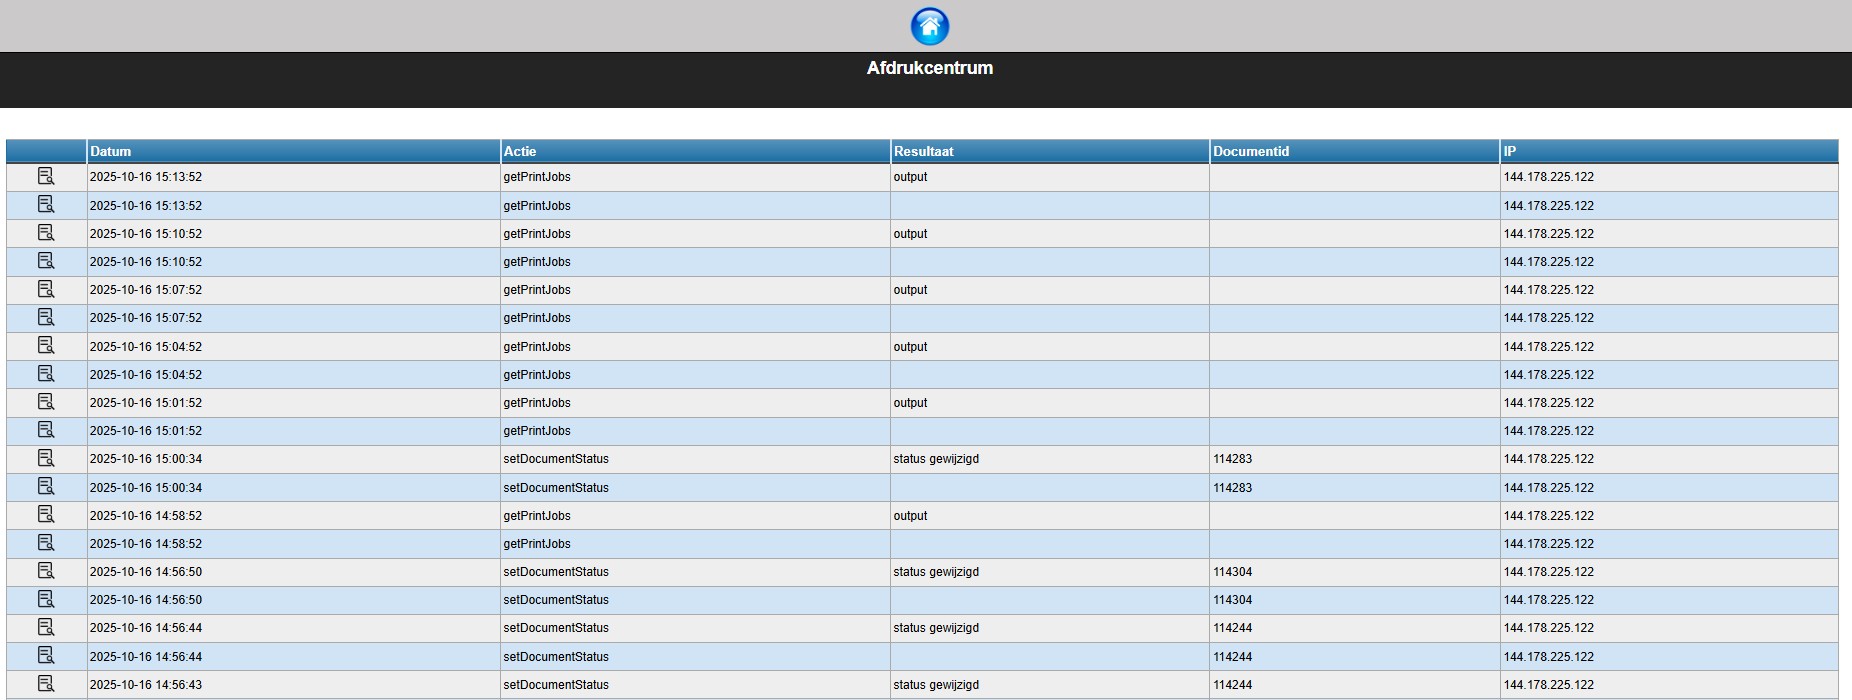 Afdrukcentrum
Datum Actie Resultaat Documentid IP
2025-10-16 15:13:52 getPrintJobs output 144.178.225.122
2025-10-16 15:13:52 getPrintJobs 144.178.225.122
2025-10-16 15:10:52 getPrintJobs output 144.178.225.122
2025-10-16 15:10:52 getPrintJobs 144.178.225.122
2025-10-16 15:07:52 getPrintJobs output 144.178.225.122
2025-10-16 15:07:52 getPrintJobs 144.178.225.122
2025-10-16 15:04:52 getPrintJobs output 144.178.225.122
2025-10-16 15:04:52 getPrintJobs 144.178.225.122
2025-10-16 15:01:52 getPrintJobs output 144.178.225.122
2025-10-16 15:01:52 getPrintJobs 144.178.225.122
2025-10-16 15:00:34 setDocumentStatus status gewijzigd 114283 144.178.225.122
2025-10-16 15:00:34 setDocumentStatus 114283 144.178.225.122
2025-10-16 14:58:52 getPrintJobs output 144.178.225.122
2025-10-16 14:58:52 getPrintJobs 144.178.225.122
2025-10-16 14:56:50 setDocumentStatus status gewijzigd 114304 144.178.225.122
2025-10-16 14:56:50 setDocumentStatus 114304 144.178.225.122
2025-10-16 14:56:44 setDocumentStatus status gewijzigd 114244 144.178.225.122
2025-10-16 14:56:44 setDocumentStatus 114244 144.178.225.122
2025-10-16 14:56:43 setDocumentStatus status gewijzigd 114244 144.178.225.122